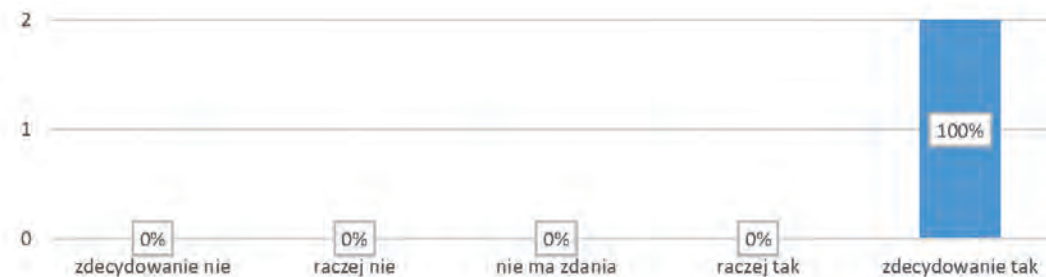 2
1
100%
0
0%
0%
0%
0%
zdecydowanie nie
raczej nie
nie ma zdania
raczej tak
zdecydowanie tak